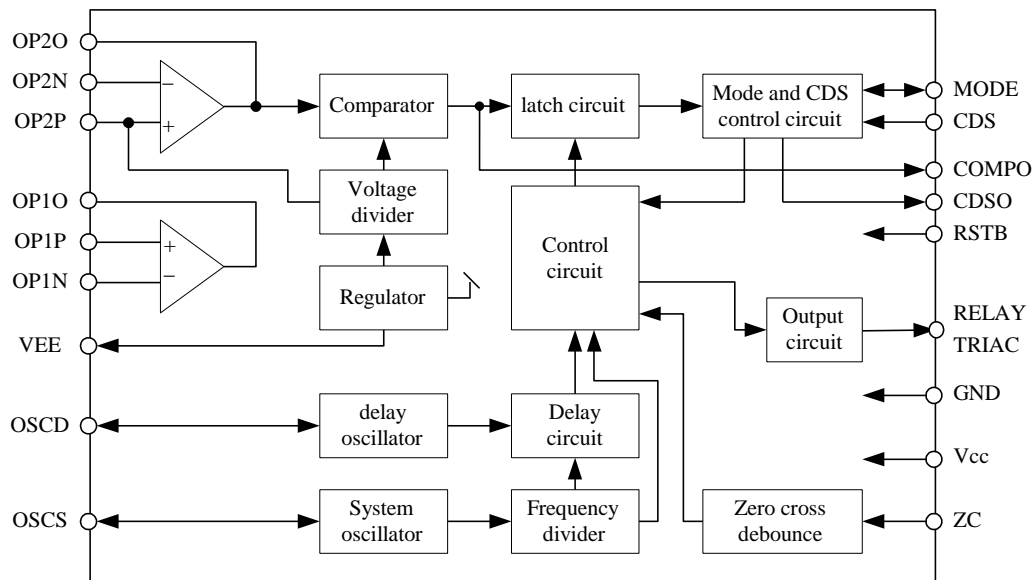 OP2O
OP2N
−
OP2P
+
Comparator
latch circuit
Mode and CDS
control circuit
MODE
CDS
COMPO
CDSO
RSTB
OP1O
OP1P
+
OP1N
−
Voltage
divider
Control
circuit
Regulator
VEE
Output
circuit
RELAY
TRIAC
GND
OSCD
delay
oscillator
Delay
circuit
Vcc
OSCS
System
oscillator
Frequency
divider
Zero cross
debounce
ZC